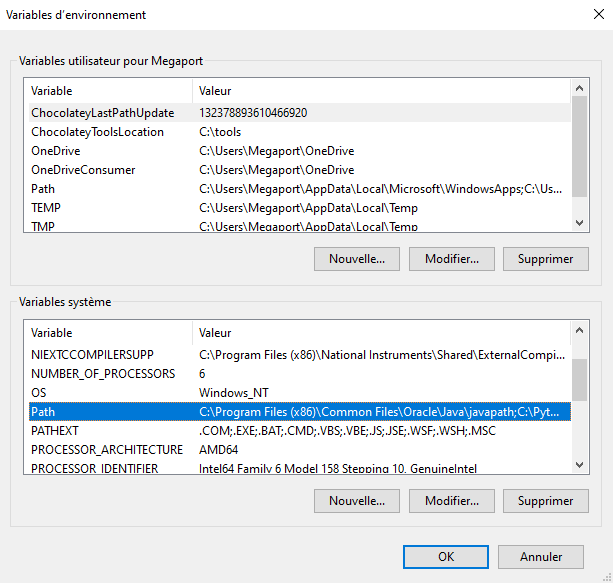 Variables d'environnement
Variables utilisateur pour Megaport
Variable Valeur
ChocolateyLastPathUpdate 132378893610466920
ChocolateyToolsLocation C:\tools
OneDrive C:\Users\Megaport\OneDrive
OneDriveConsumer C:\Users\Megaport\OneDrive
Path C:\Users\Megaport\AppData\Local\Microsoft\WindowsApps;C:\Us...
TEMP C:\Users\Megaport\AppData\Local\Temp
TMP C:\Users\Megaport\AppData\Local\Temp
Nouvelle... Modifier... Supprimer
Variables système
Variable Valeur
NIEXTCCOMPILERSUPP C:\Program Files (x86)\National Instruments\Shared\ExternalCompi...
NUMBER_OF_PROCESSORS 6
OS Windows_NT
Path C:\Program Files (x86)\Common Files\Oracle\Java\javapath;C:\Pyt...
PATHEXT .COM;.EXE;.BAT;.CMD;.VBS;.VBE;.JS;.JSE;.WSF;.WSH;.MSC
PROCESSOR_ARCHITECTURE AMD64
PROCESSOR_IDENTIFIER Intel64 Family 6 Model 158 Stepping 10, GenuineIntel
Nouvelle... Modifier... Supprimer
OK Annuler